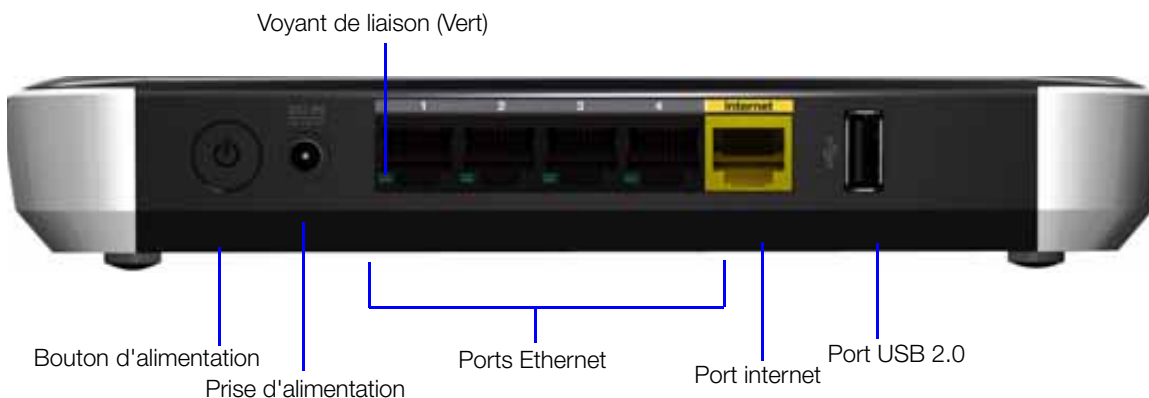 Voyant de liaison (Vert)
1 2 3 4 Internet
Bouton d'alimentation
Prise d'alimentation
Ports Ethernet
Port internet
Port USB 2.0